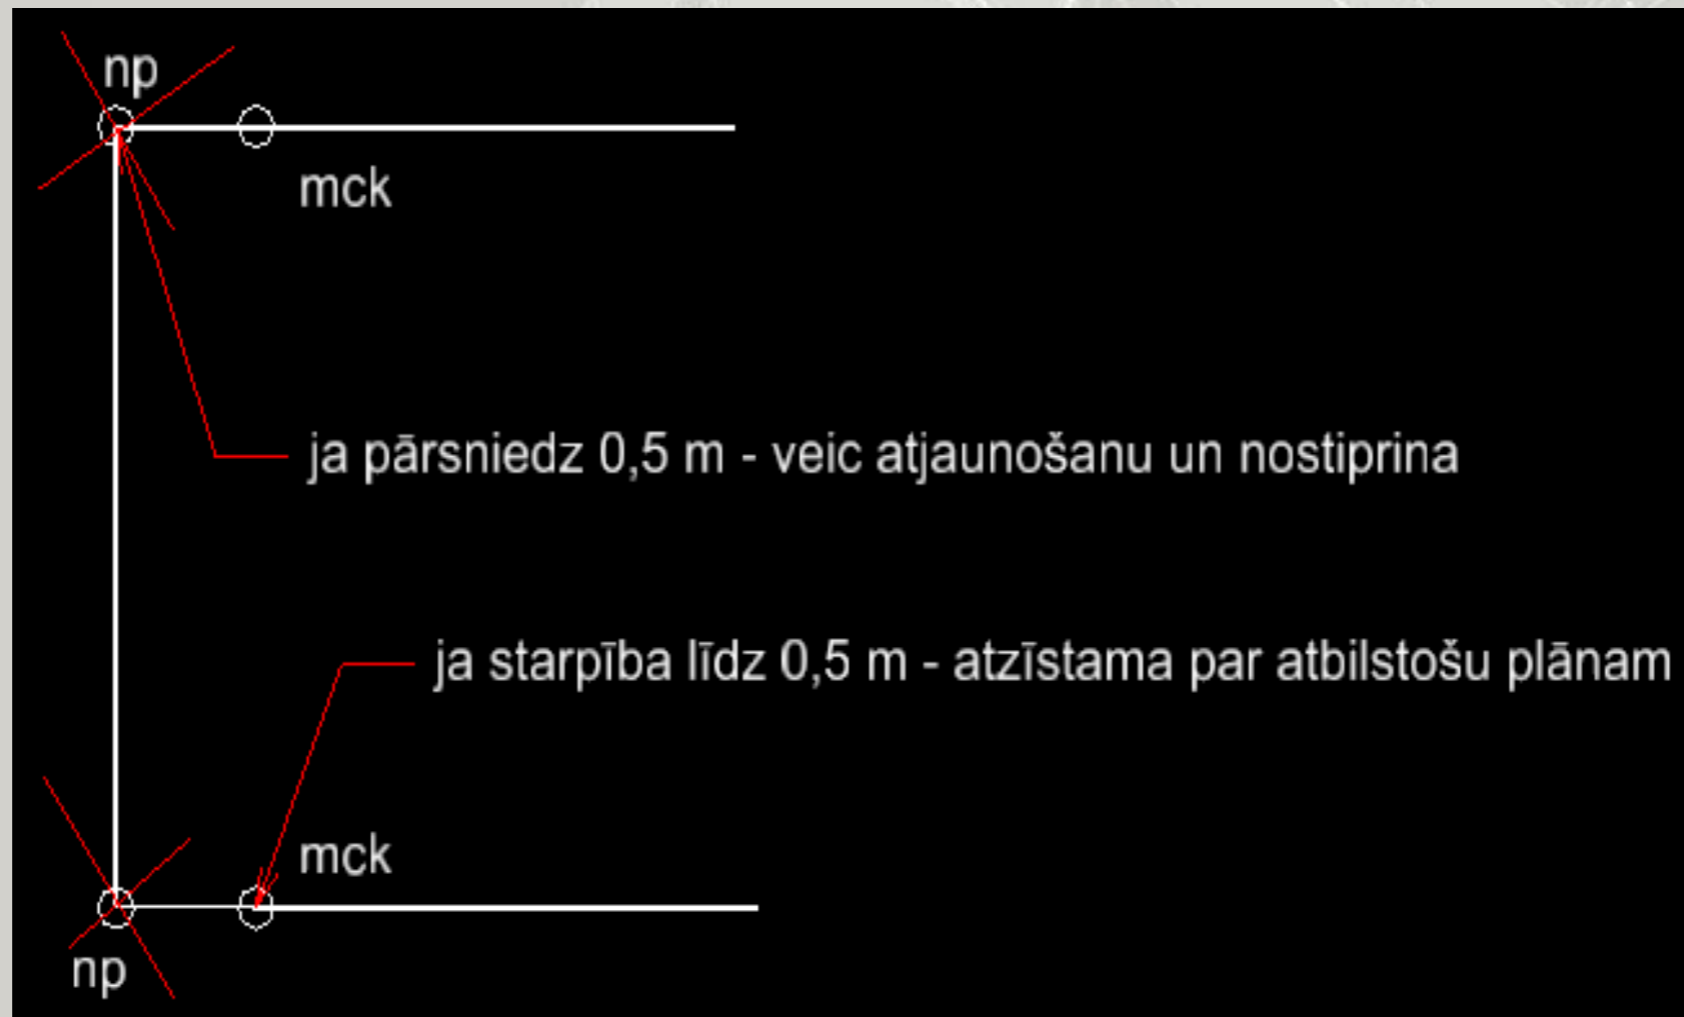 np
mck
ja pārsniedz 0,5 m - veic atjaunošanu un nostiprina
ja starpība līdz 0,5 m - atzīstama par atbilstošu plānam
mck
np